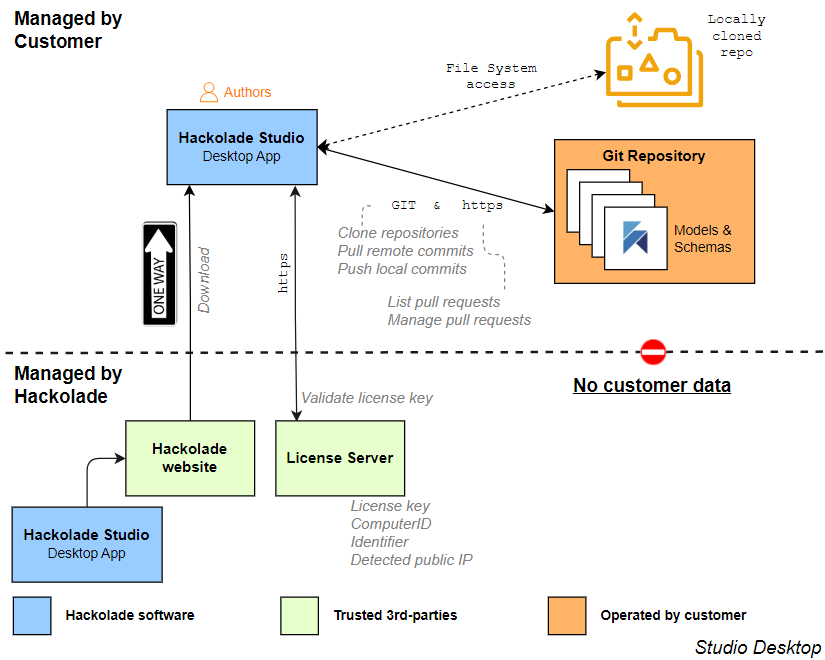 Managed by
Customer
Locally
cloned
repo
File System
access
Authors
Hackolade Studio
Desktop App
Git Repository
Models &
Schemas
GIT & https
Clone repositories
Pull remote commits
Push local commits
List pull requests
Manage pull requests
ONE WAY
Download
https
Managed by
Hackolade
No customer data
Validate license key
Hackolade
website
License Server
License key
ComputerID
Identifier
Detected public IP
Hackolade Studio
Desktop App
Hackolade software
Trusted 3rd-parties
Operated by customer
Studio Desktop